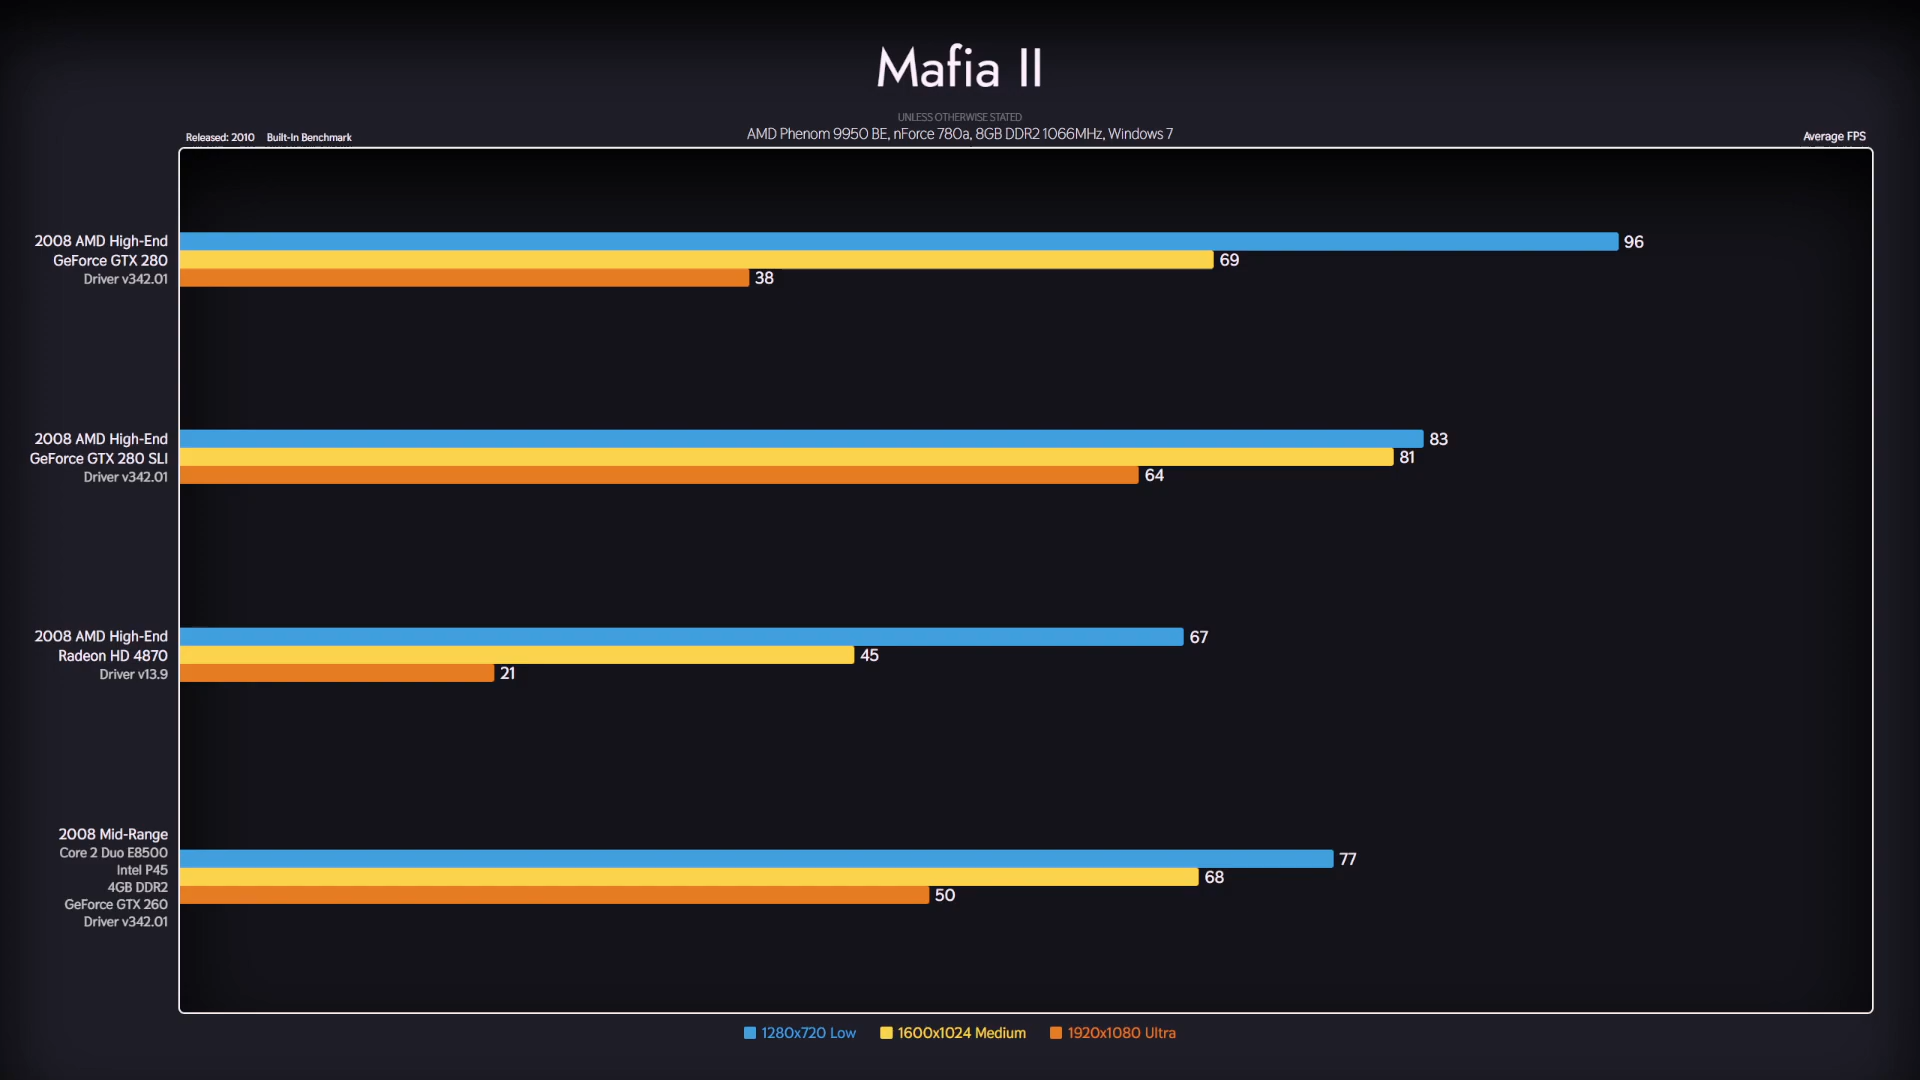 Mafia II
UNLESS OTHERWISE STATED
AMD Phenom 9950 BE, nForce 780a, 8GB DDR2 1066MHz, Windows 7
Released: 2010 Built-In Benchmark
Average FPS
2008 AMD High-End
GeForce GTX 280
Driver v342.01
96
69
38
2008 AMD High-End
GeForce GTX 280 SLI
Driver v342.01
83
81
64
2008 AMD High-End
Radeon HD 4870
Driver v13.9
67
45
21
2008 Mid-Range
Core 2 Duo E8500
Intel P45
4GB DDR2
GeForce GTX 260
Driver v342.01
77
68
50
1280x720 Low 1600x1024 Medium 1920x1080 Ultra